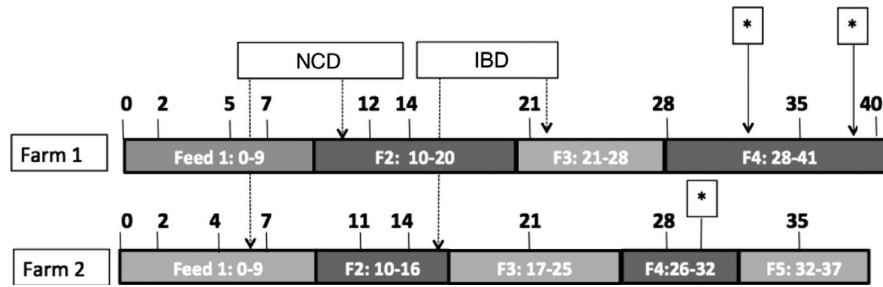 * *
NCD IBD
0 2 5 7 12 14 21 28 35 40
Farm 1 Feed 1: 0-9 F2: 10-20 F3: 21-28 F4: 28-41
*
0 2 4 7 11 14 21 28 35
Farm 2 Feed 1: 0-9 F2: 10-16 F3: 17-25 F4:26-32 F5: 32-37